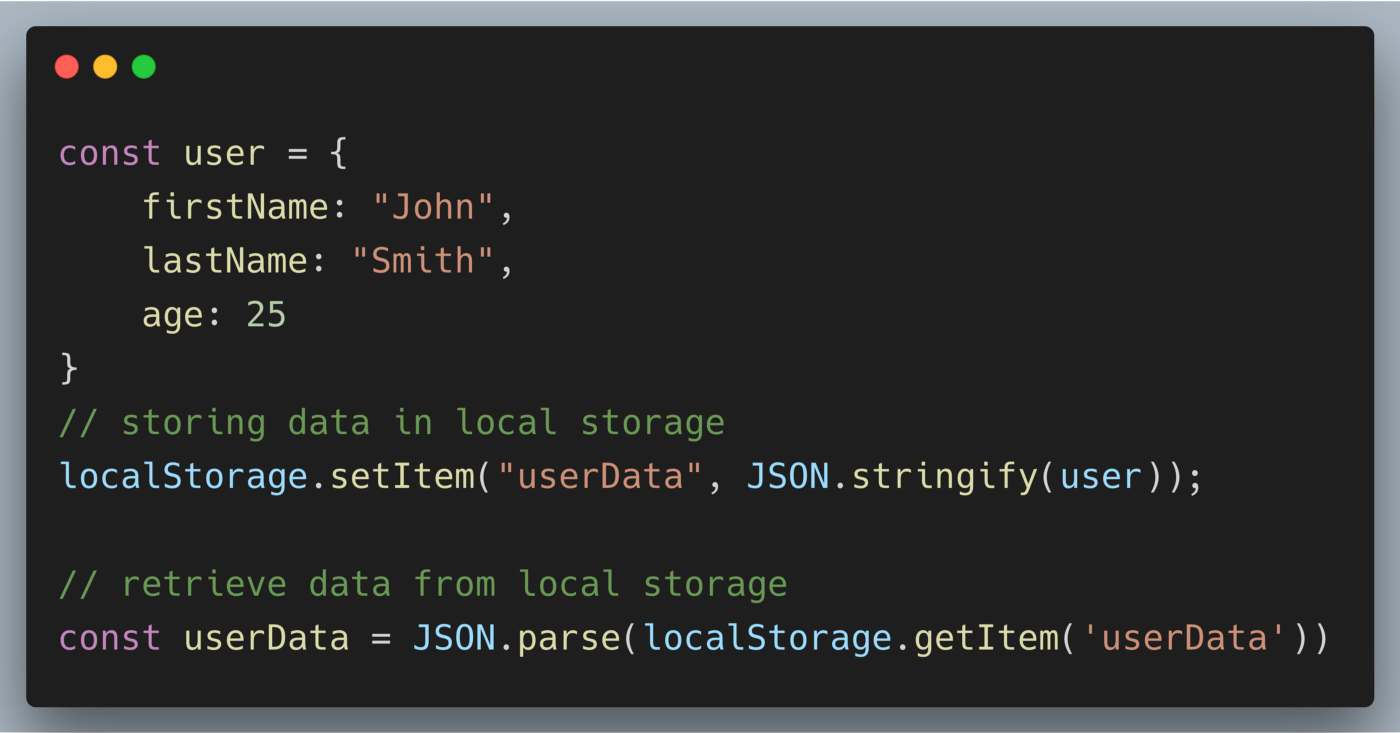 const user = {
    firstName: "John",
    lastName: "Smith",
    age: 25
}
// storing data in local storage
localStorage.setItem("userData", JSON.stringify(user));

// retrieve data from local storage
const userData = JSON.parse(localStorage.getItem('userData'))